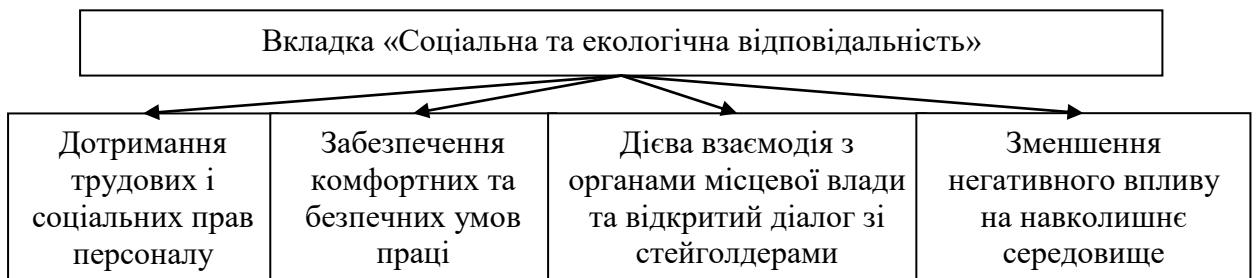 Вкладка «Соціальна та екологічна відповідальність»
Дотримання
трудових і
соціальних прав
персоналу
Забезпечення
комфортних та
безпечних умов
праці
Дієва взаємодія з
органами місцевої влади
та відкритий діалог зі
стейголдерами
Зменшення
негативного впливу
на навколишнє
середовище